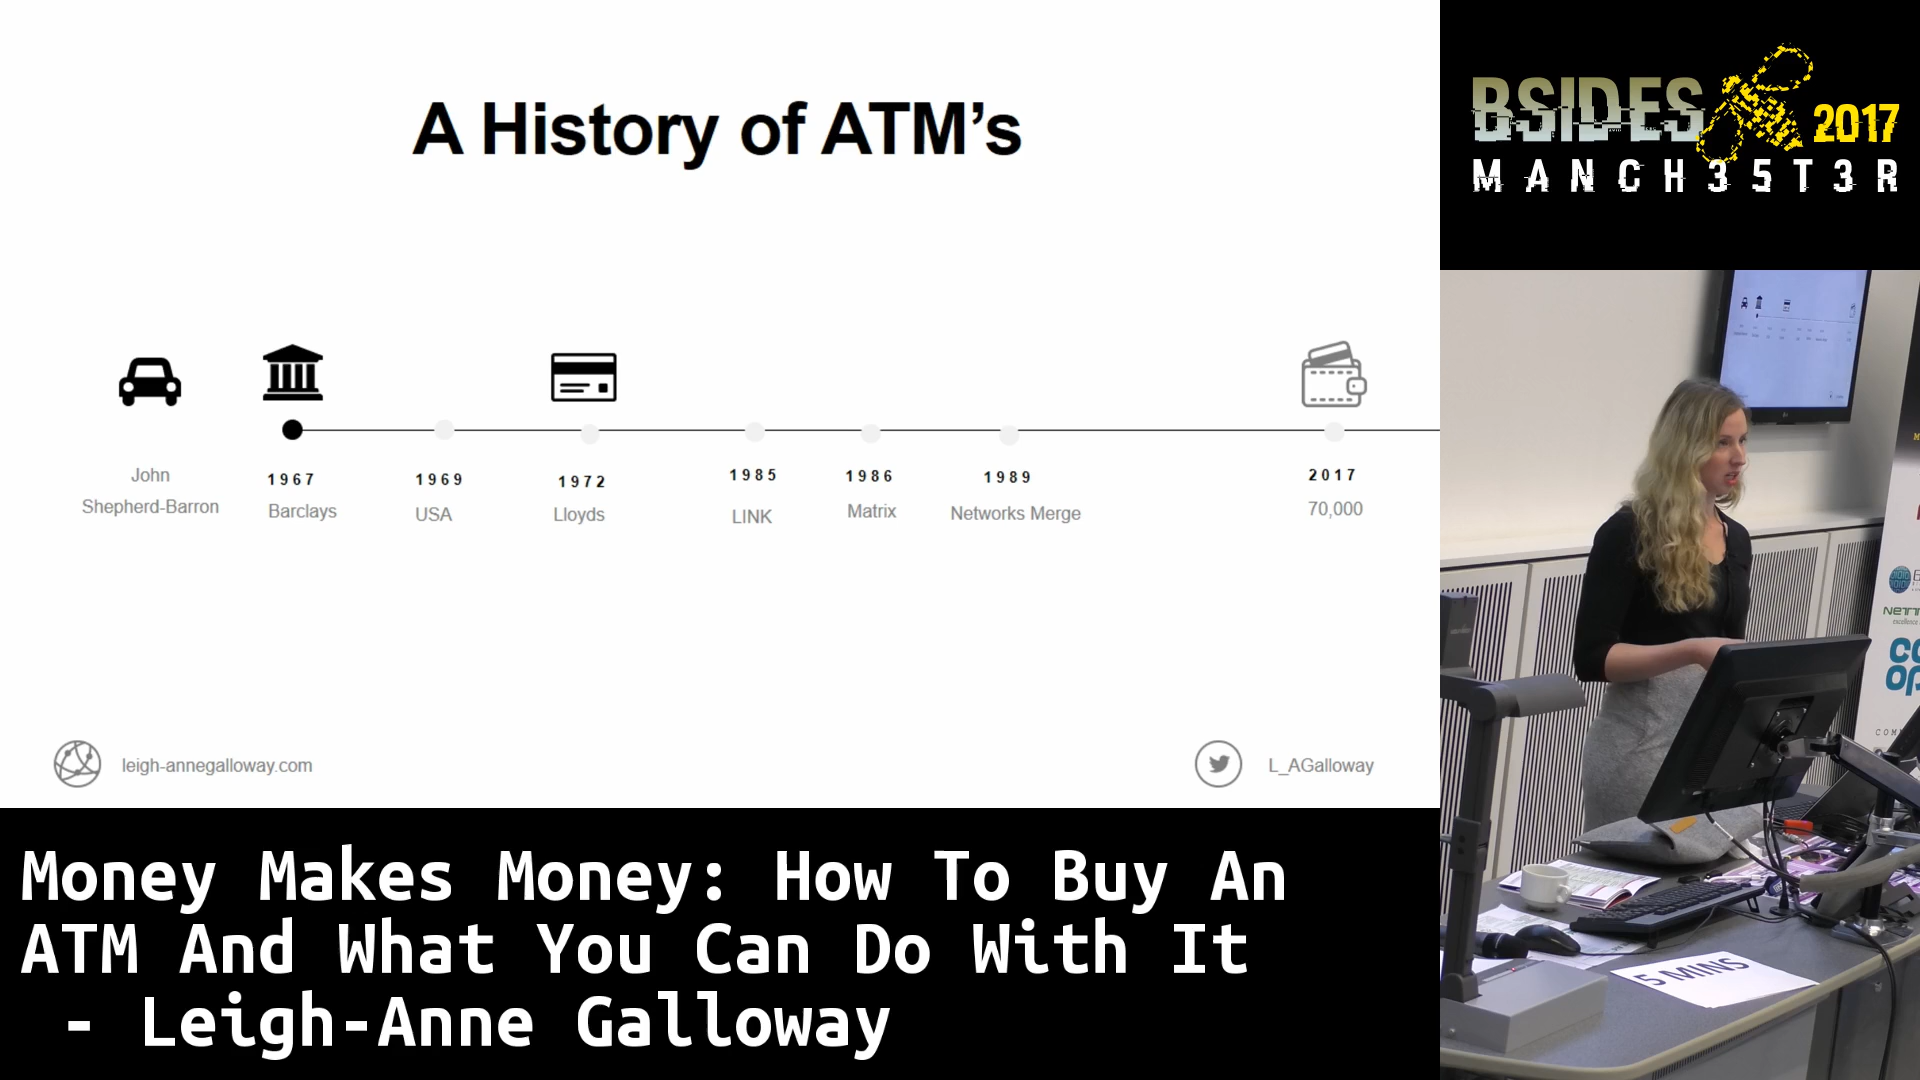 A History of ATM's
John
Shepherd-Barron
1967
Barclays
1969
USA
1972
Lloyds
1985
LINK
1986
Matrix
1989
Networks Merge
2017
70,000
leigh-annegalloway.com
L_AGalloway
BSIDES 2017
MANCH35T3R
5 MINS
Money Makes Money: How To Buy An
ATM And What You Can Do With It
- Leigh-Anne Galloway